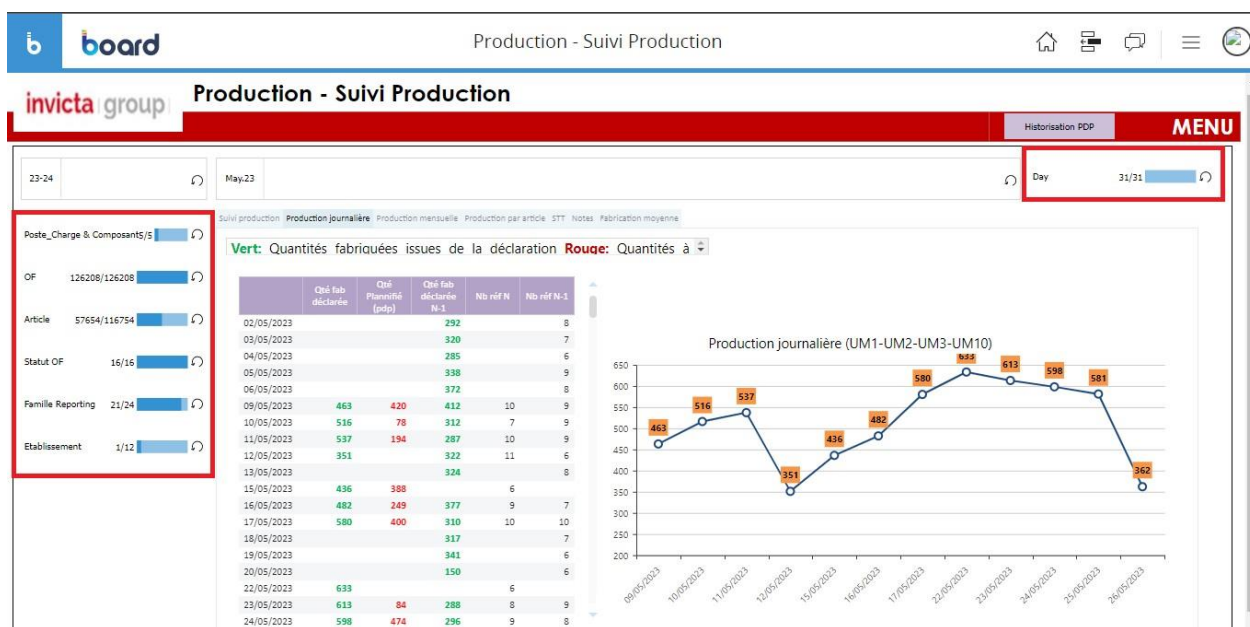 b board Production - Suivi Production
invicta group Production - Suivi Production
Historisation PDP MENU
23-24 May.23 Day 31/31
Suivi production Production journalière Production mensuelle Production par article STT Notes Fabrication moyenne
Poste_Charge & Composant5/5
Vert: Quantités fabriquées issues de la déclaration Rouge: Quantités à
OF 126208/126208
Article 57654/116754
Statut OF 16/16
Famille Reporting 21/24
Etablissement 1/12
Qté fab déclarée Qté Plannifié (pdp) Qté fab déclarée N-1 Nb réf N Nb réf N-1
02/05/2023 292 8
03/05/2023 320 7
04/05/2023 285 6
05/05/2023 338 9
06/05/2023 372 8
09/05/2023 463 420 412 10 9
10/05/2023 516 78 312 7 9
11/05/2023 537 194 287 10 9
12/05/2023 351 322 11 6
13/05/2023 324 8
15/05/2023 436 388 6
16/05/2023 482 249 377 9 7
17/05/2023 580 400 310 10 10
18/05/2023 317 7
19/05/2023 341 6
20/05/2023 150 6
22/05/2023 633 6
23/05/2023 613 84 288 8 9
24/05/2023 598 474 296 9 8
Production journalière (UM1-UM2-UM3-UM10)
650
600
550
500
450
400
350
300
250
200
463 516 537 351 436 482 580 633 613 598 581 362
09/05/2023 10/05/2023 11/05/2023 12/05/2023 15/05/2023 16/05/2023 17/05/2023 22/05/2023 23/05/2023 24/05/2023 25/05/2023 26/05/2023